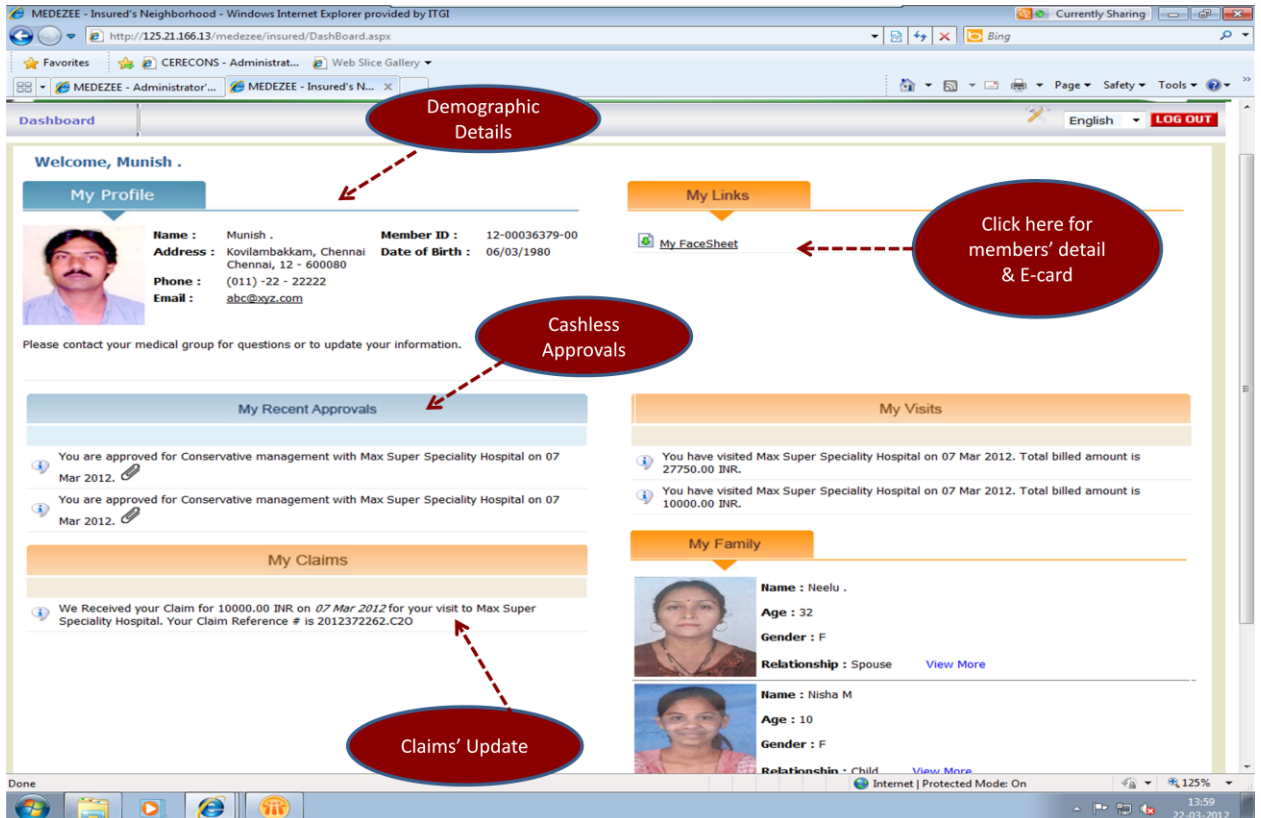 MEDEZEE - Insured's Neighborhood - Windows Internet Explorer provided by ITGI
Currently Sharing
http://125.21.166.13/medezee/insured/DashBoard.aspx
Bing
Favorites
CERECONS - Administrat...
Web Slice Gallery
MEDEZEE - Administrator'...
MEDEZEE - Insured's N...
Page
Safety
Tools
Dashboard
Demographic
Details
English
LOG OUT
Welcome, Munish .
My Profile
Name : Munish .
Member ID : 12-00036379-00
Address : Kovilambakkam, Chennai
Chennai, 12 - 600080
Date of Birth : 06/03/1980
Phone : (011) -22 - 22222
Email : abc@xyz.com
Please contact your medical group for questions or to update your information.
My Links
My FaceSheet
Click here for
members' detail
& E-card
Cashless
Approvals
My Recent Approvals
You are approved for Conservative management with Max Super Speciality Hospital on 07
Mar 2012.
You are approved for Conservative management with Max Super Speciality Hospital on 07
Mar 2012.
My Visits
You have visited Max Super Speciality Hospital on 07 Mar 2012. Total billed amount is
27750.00 INR.
You have visited Max Super Speciality Hospital on 07 Mar 2012. Total billed amount is
10000.00 INR.
My Claims
We Received your Claim for 10000.00 INR on 07 Mar 2012 for your visit to Max Super
Speciality Hospital. Your Claim Reference # is 2012372262.C2O
Claims' Update
My Family
Name : Neelu .
Age : 32
Gender : F
Relationship : Spouse View More
Name : Nisha M
Age : 10
Gender : F
Relationship : Child View More
Done
Internet | Protected Mode: On
125%
13:59
22-03-2012